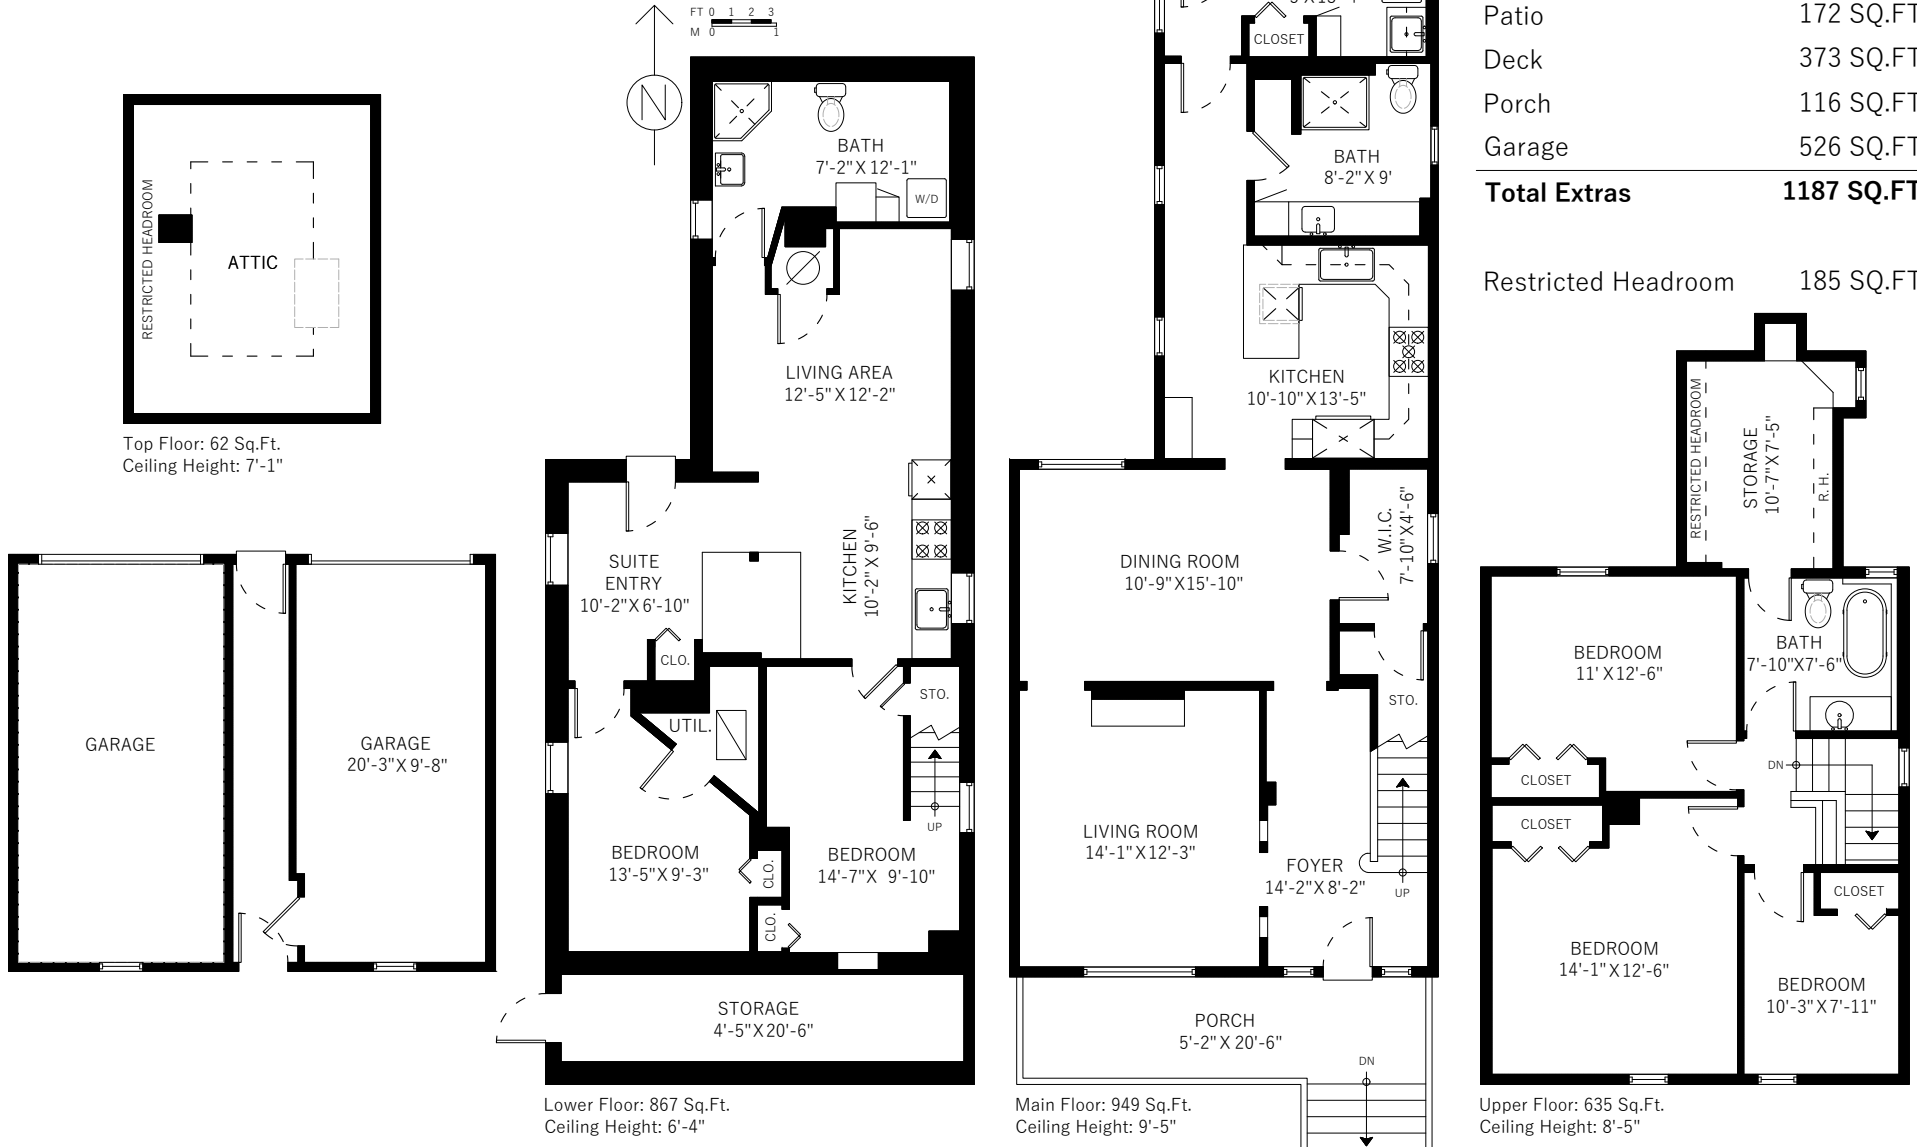 FT 0 1 2 3
M 0 1
N
CLOSET
Patio 172 SQ.FT
Deck 373 SQ.FT
Porch 116 SQ.FT
Garage 526 SQ.FT
Total Extras 1187 SQ.FT
Restricted Headroom 185 SQ.FT
RESTRICTED HEADROOM
ATTIC
Top Floor: 62 Sq.Ft.
Ceiling Height: 7'-1"
GARAGE
GARAGE
20'-3" X 9'-8"
BATH
7'-2" X 12'-1"
W/D
LIVING AREA
12'-5" X 12'-2"
KITCHEN
10'-2" X 9'-6"
SUITE
ENTRY
10'-2" X 6'-10"
CLO.
UTIL.
STO.
UP
BEDROOM
13'-5" X 9'-3"
CLO.
CLO.
BEDROOM
14'-7" X 9'-10"
STORAGE
4'-5" X 20'-6"
Lower Floor: 867 Sq.Ft.
Ceiling Height: 6'-4"
BATH
8'-2" X 9'
KITCHEN
10'-10" X 13'-5"
W.I.C.
7'-10" X 4'-6"
DINING ROOM
10'-9" X 15'-10"
STO.
LIVING ROOM
14'-1" X 12'-3"
FOYER
14'-2" X 8'-2"
UP
PORCH
5'-2" X 20'-6"
DN
Main Floor: 949 Sq.Ft.
Ceiling Height: 9'-5"
RESTRICTED HEADROOM
STORAGE
10'-7" X 7'-5"
R. H.
BEDROOM
11' X 12'-6"
BATH
7'-10" X 7'-6"
CLOSET
DN
CLOSET
CLOSET
BEDROOM
14'-1" X 12'-6"
BEDROOM
10'-3" X 7'-11"
Upper Floor: 635 Sq.Ft.
Ceiling Height: 8'-5"